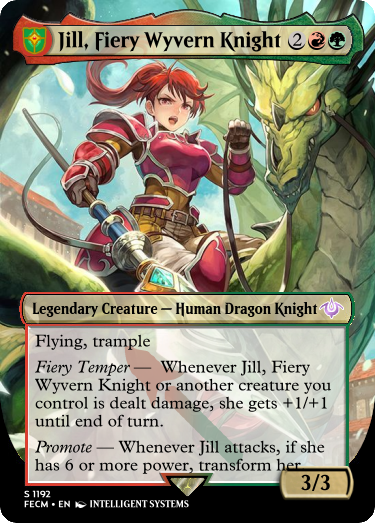 Jill, Fiery Wyvern Knight 2
Legendary Creature — Human Dragon Knight
Flying, trample
Fiery Temper — Whenever Jill, Fiery
Wyvern Knight or another creature you
control is dealt damage, she gets +1/+1
until end of turn.
Promote — Whenever Jill attacks, if she
has 6 or more power, transform her
3/3
S 1192
FECM • EN INTELLIGENT SYSTEMS